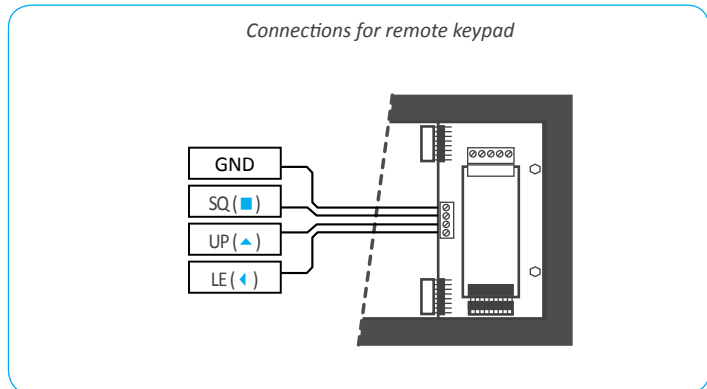 Connections for remote keypad
GND
SQ (■)
UP (▲)
LE (◀)